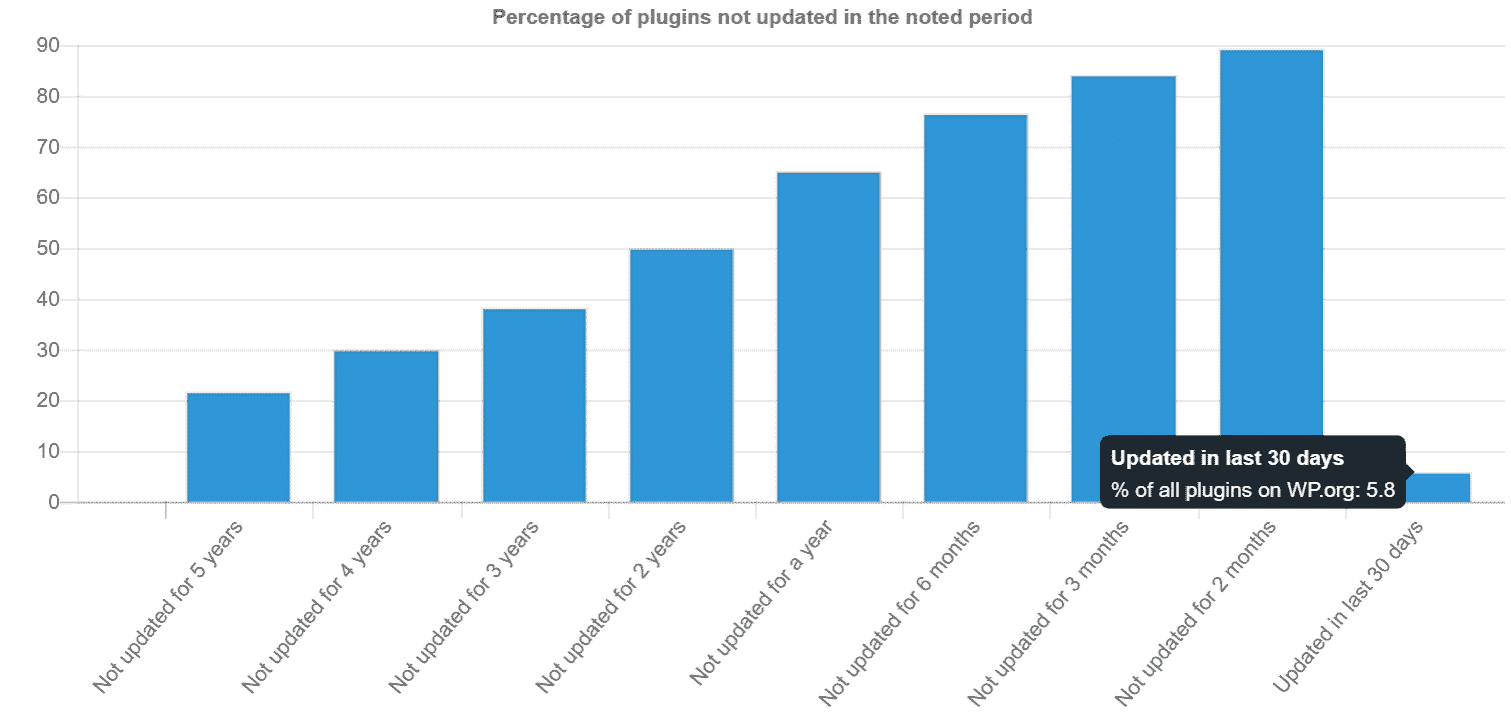 Percentage of plugins not updated in the noted period
90
80
70
60
50
40
30
20
10
0
Updated in last 30 days
% of all plugins on WP.org: 5.8
Not updated for 5 years
Not updated for 4 years
Not updated for 3 years
Not updated for 2 years
Not updated for a year
Not updated for 6 months
Not updated for 3 months
Not updated for 2 months
Updated in last 30 days